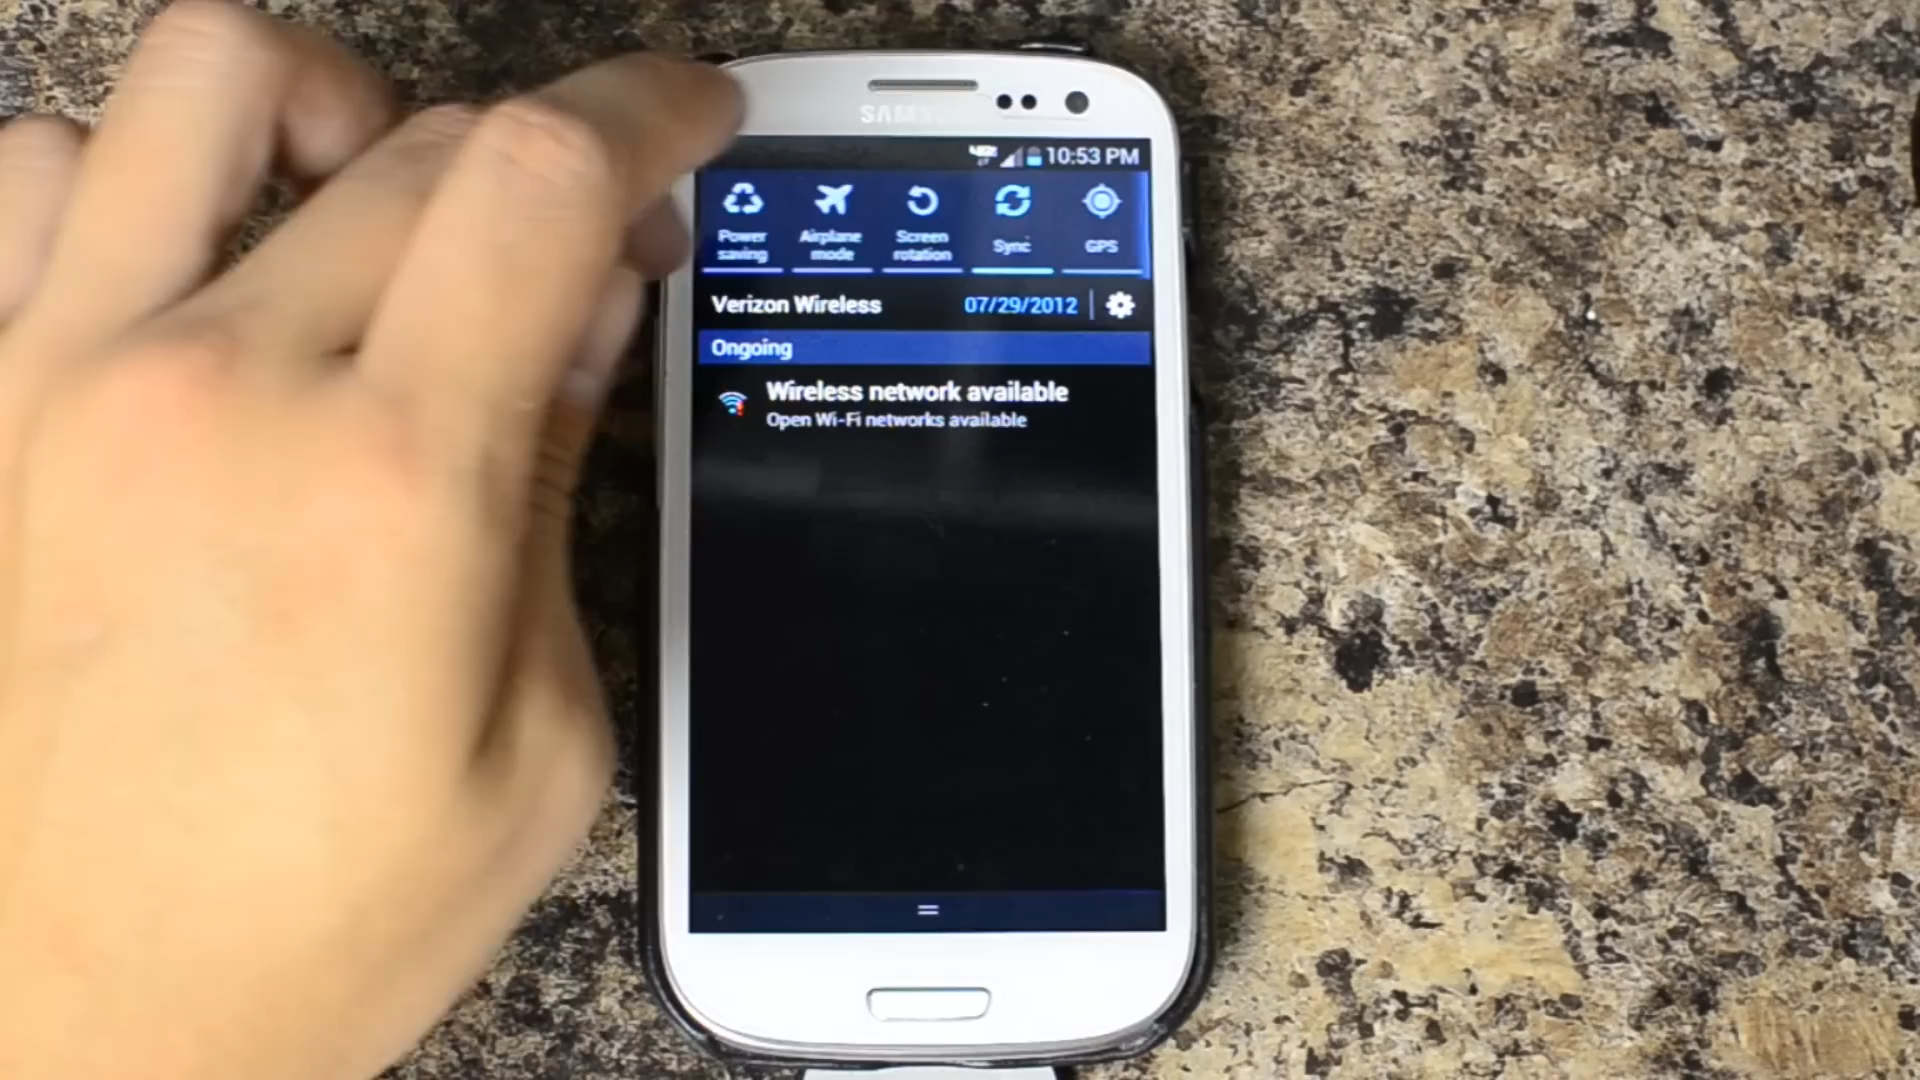 SAMSUNG
10:53 PM
Power saving
Airplane mode
Screen rotation
Sync
GPS
Verizon Wireless 07/29/2012
Ongoing
Wireless network available
Open Wi-Fi networks available